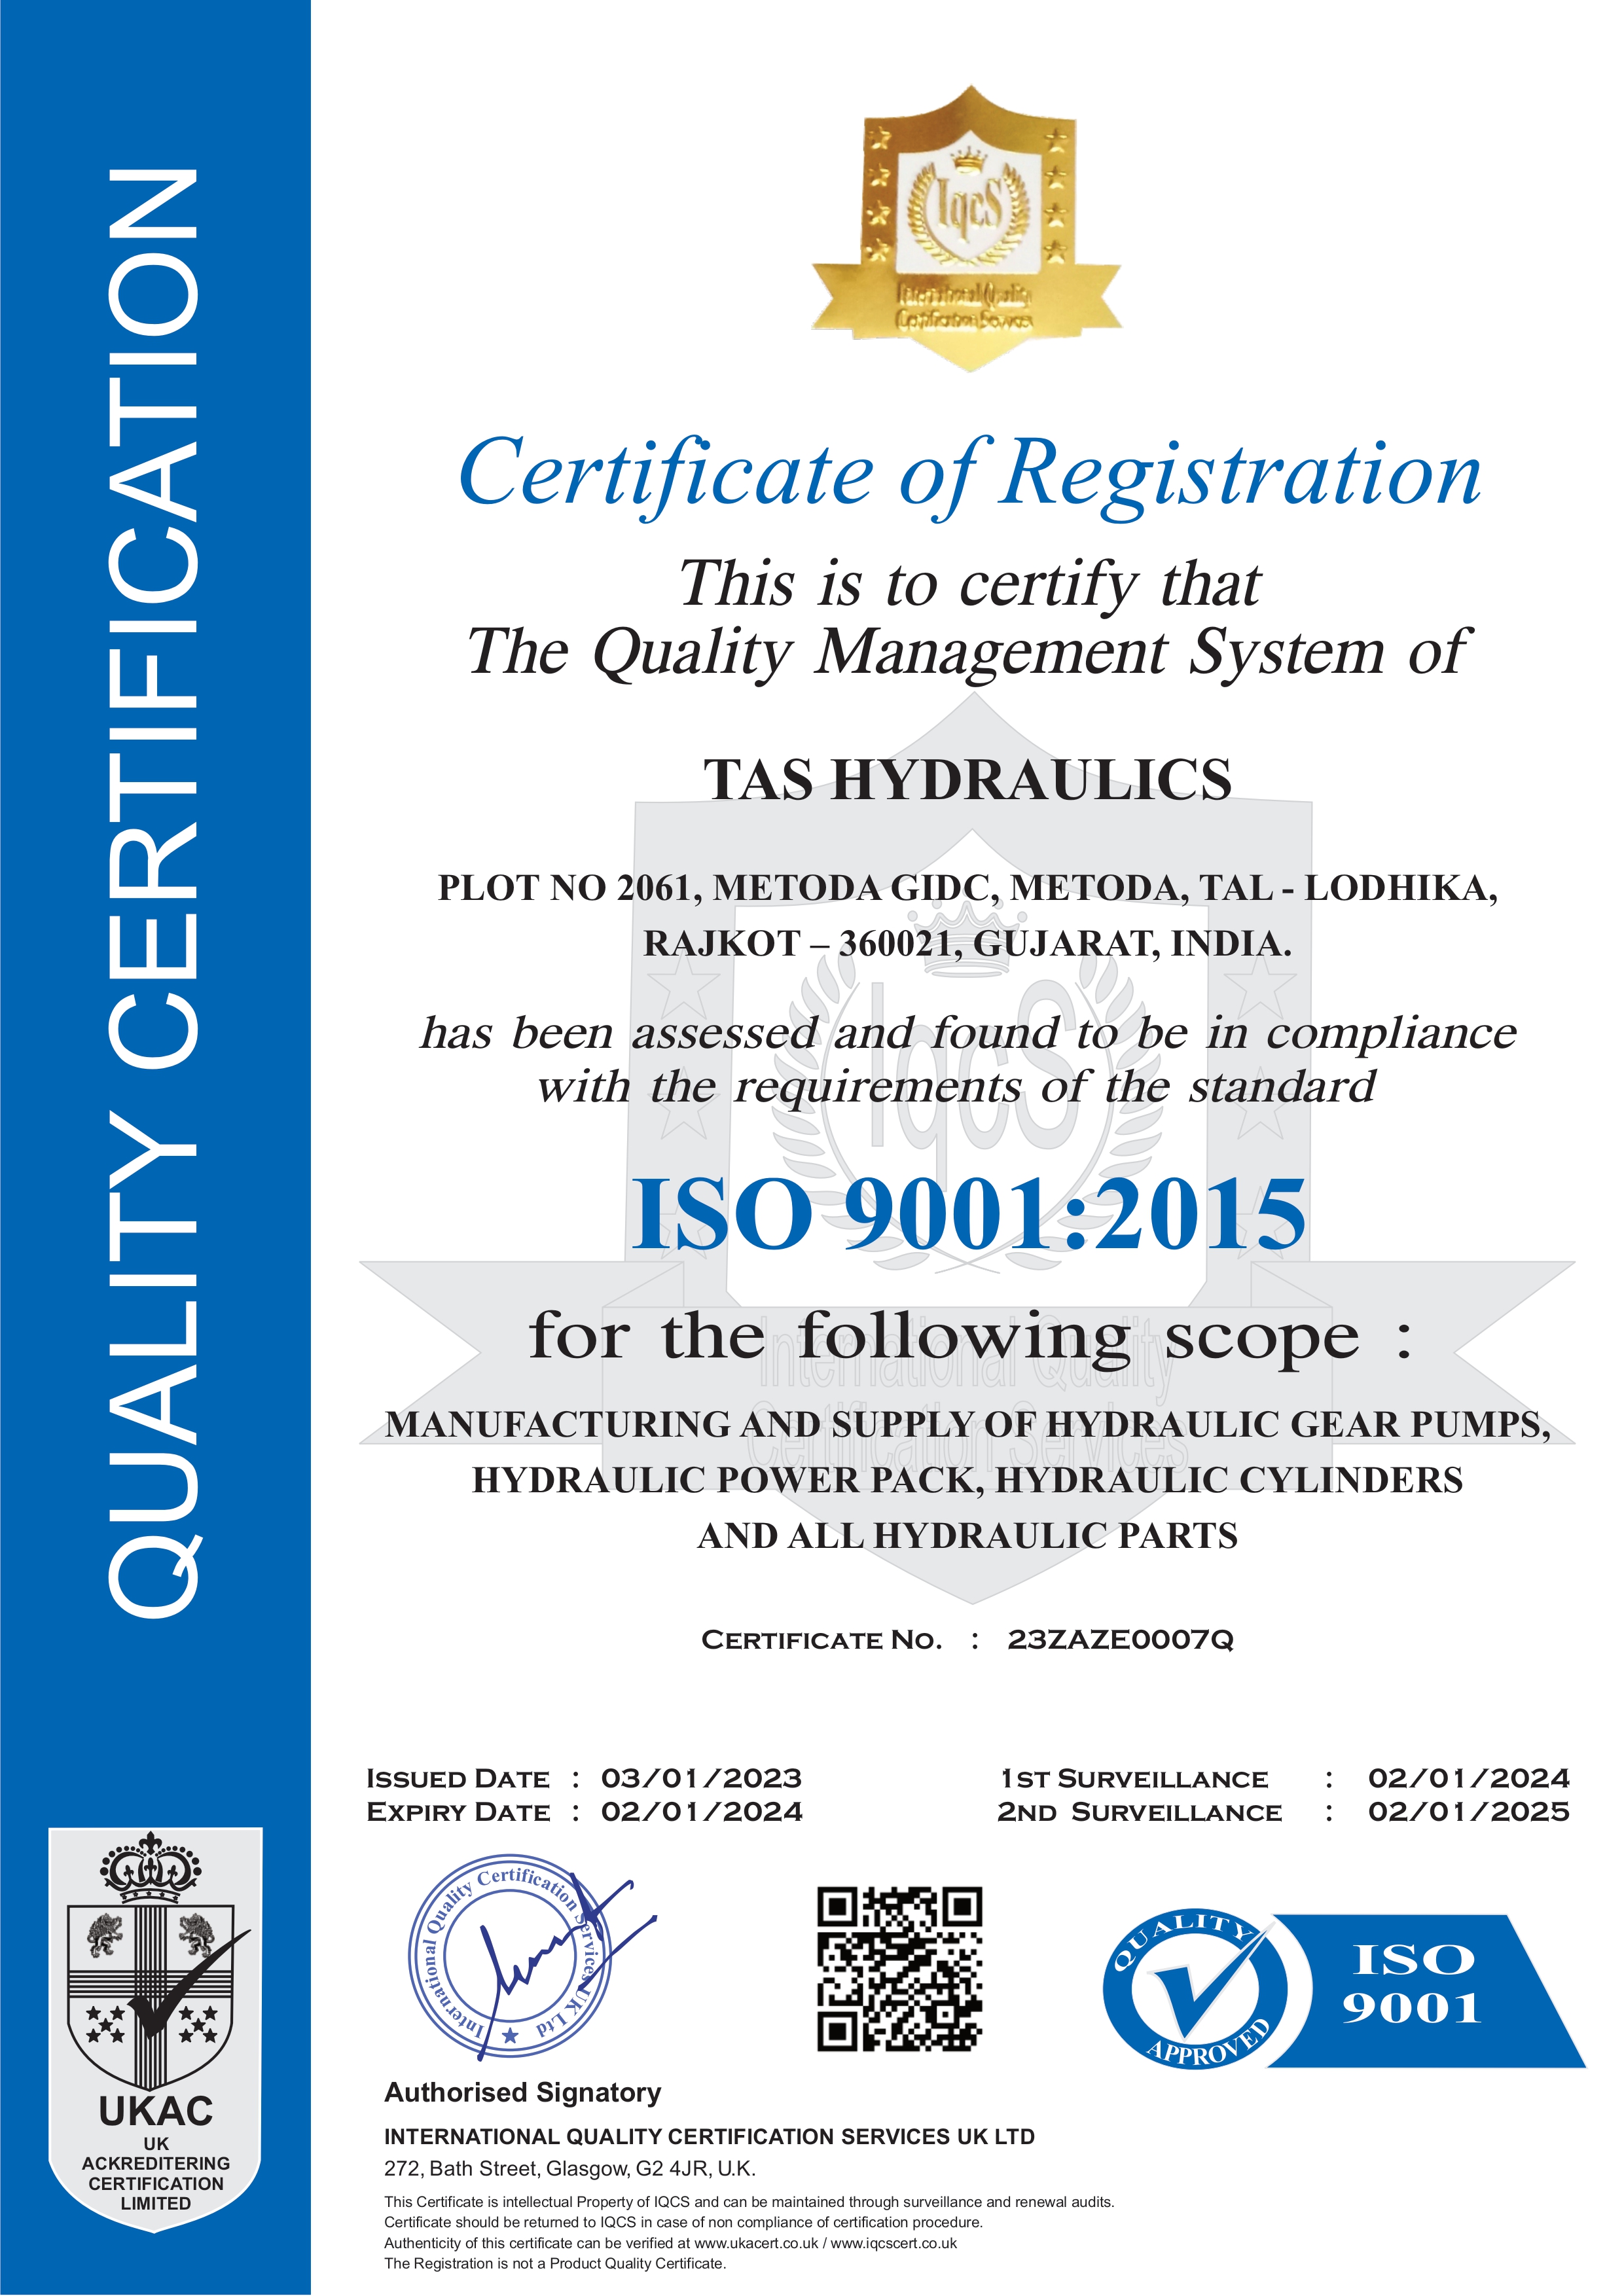 QUALITY CERTIFICATION
IqcS
International Quality
Certification Services
Certificate of Registration
This is to certify that
The Quality Management System of
TAS HYDRAULICS
PLOT NO 2061, METODA GIDC, METODA, TAL - LODHIKA,
RAJKOT – 360021, GUJARAT, INDIA.
has been assessed and found to be in compliance
with the requirements of the standard
IqcS
ISO 9001:2015
for the following scope :
International Quality
Certification Services
MANUFACTURING AND SUPPLY OF HYDRAULIC GEAR PUMPS,
HYDRAULIC POWER PACK, HYDRAULIC CYLINDERS
AND ALL HYDRAULIC PARTS
CERTIFICATE NO. : 23ZAZE0007Q
ISSUED DATE : 03/01/2023
EXPIRY DATE : 02/01/2024
1ST SURVEILLANCE : 02/01/2024
2ND SURVEILLANCE : 02/01/2025
International Quality Certification Services UK Ltd
QUALITY
APPROVED
ISO
9001
UKAC
UK
ACKREDITERING
CERTIFICATION
LIMITED
Authorised Signatory
INTERNATIONAL QUALITY CERTIFICATION SERVICES UK LTD
272, Bath Street, Glasgow, G2 4JR, U.K.
This Certificate is intellectual Property of IQCS and can be maintained through surveillance and renewal audits.
Certificate should be returned to IQCS in case of non compliance of certification procedure.
Authenticity of this certificate can be verified at www.ukacert.co.uk / www.iqcscert.co.uk
The Registration is not a Product Quality Certificate.